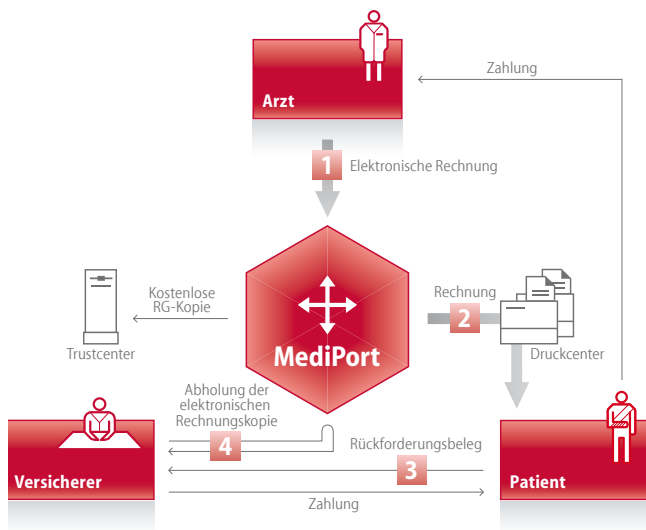 Zahlung
Arzt
1
Elektronische Rechnung
Kostenlose
RG-Kopie
Trustcenter
MediPort
Rechnung
2
Druckcenter
Abholung der
elektronischen
Rechnungskopie
4
Rückforderungsbeleg
3
Versicherer
Zahlung
Patient